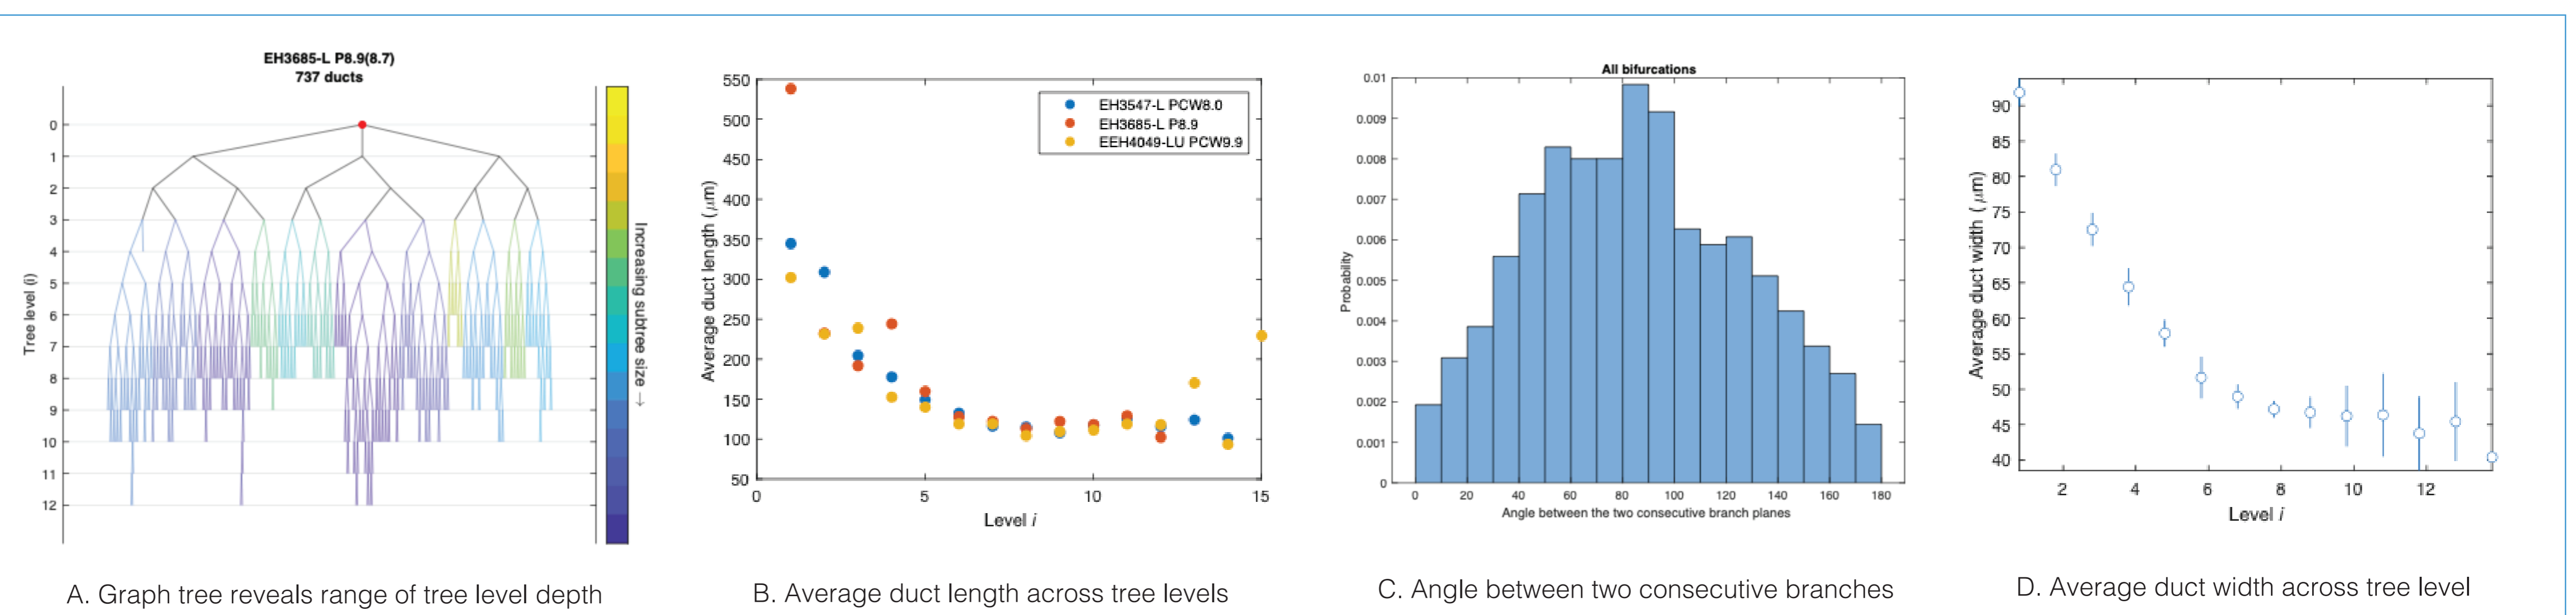 EH3685-L P8.9(8.7)
737 ducts
0
1
2
3
4
5
6
7
8
9
10
11
12
Tree level (i)
Increasing subtree size →
A. Graph tree reveals range of tree level depth
550
500
450
400
350
300
250
200
150
100
50
0 5 10 15
Average duct length (μm)
Level i
EH3547-L PCW8.0
EH3685-L P8.9
EEH4049-LU PCW9.9
B. Average duct length across tree levels
All bifurcations
0.01
0.009
0.008
0.007
0.006
0.005
0.004
0.003
0.002
0.001
0
0 20 40 60 80 100 120 140 160 180
Probability
Angle between the two consecutive branch planes
C. Angle between two consecutive branches
90
85
80
75
70
65
60
55
50
45
40
2 4 6 8 10 12
Average duct width (μm)
Level i
D. Average duct width across tree level